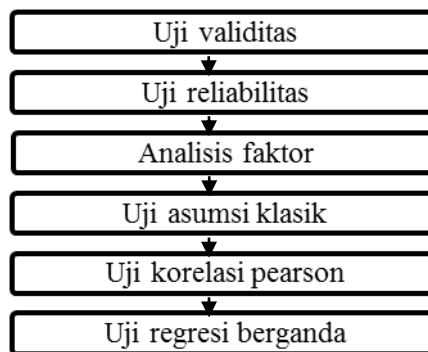 Uji validitas
Uji reliabilitas
Analisis faktor
Uji asumsi klasik
Uji korelasi pearson
Uji regresi berganda